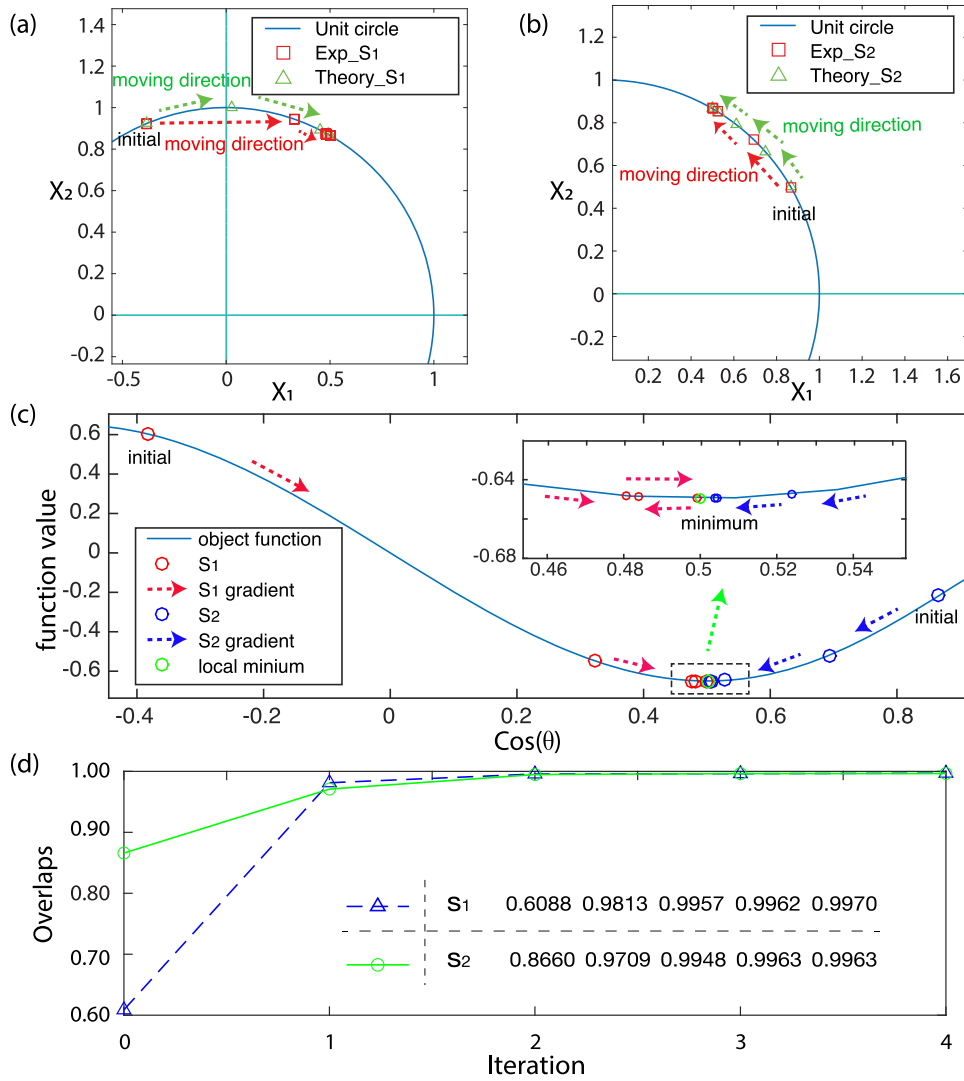 (a)
Unit circle
Exp_S1
Theory_S1
moving direction
initial
moving direction
X2
1.4
1.2
1
0.8
0.6
0.4
0.2
0
-0.2
-0.5 0 0.5 1
X1
(b)
Unit circle
Exp_S2
Theory_S2
moving direction
moving direction
initial
X2
1.2
1
0.8
0.6
0.4
0.2
0
-0.2
0.2 0.6 0.8 1 1.2 1.4 1.6
X1
(c)
function value
0.6
0.4
0.2
0
-0.2
-0.4
-0.6
initial
object function
S1
S1 gradient
S2
S2 gradient
local minium
-0.64
-0.68
minimum
0.46 0.48 0.50 0.52 0.54
initial
-0.4 -0.2 0 0.2 0.4 0.6 0.8
Cos(θ)
(d)
Overlaps
1.00
0.90
0.80
0.70
0.60
S1 0.6088 0.9813 0.9957 0.9962 0.9970
S2 0.8660 0.9709 0.9948 0.9963 0.9963
0 1 2 3 4
Iteration